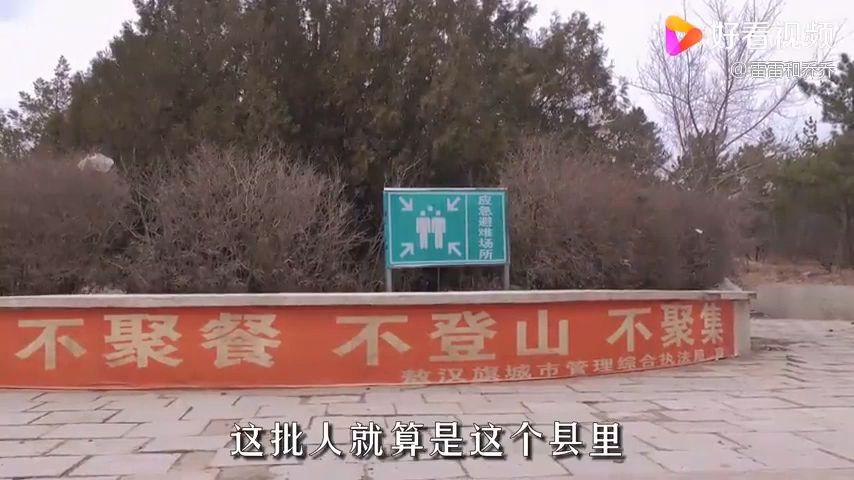 好看视频
@雷雷和乔乔
应急避难场所
不聚餐 不登山 不聚集
敖汉旗城市管理综合执法局
这批人就算是这个县里